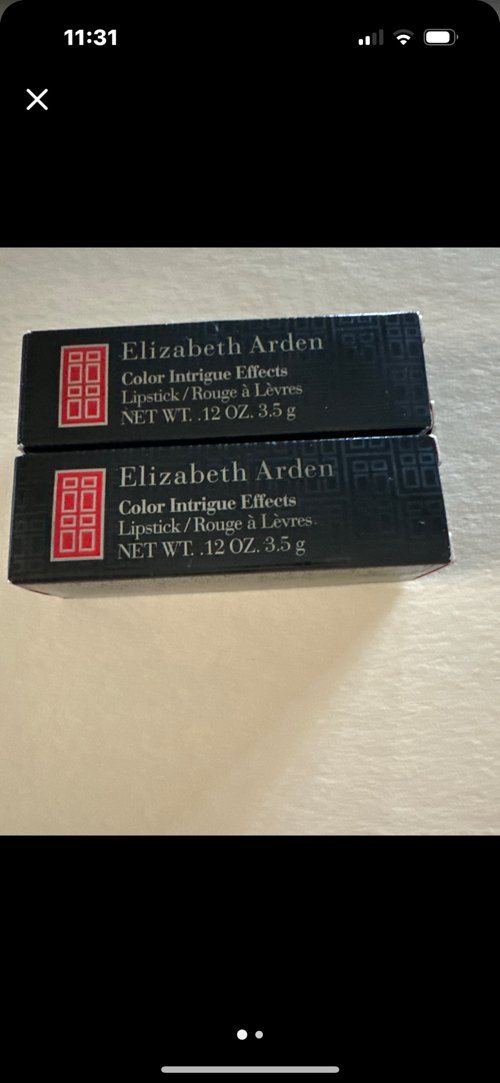 11:31
Elizabeth Arden
Color Intrigue Effects
Lipstick / Rouge à Lèvres
NET WT. .12 OZ. 3.5 g
Elizabeth Arden
Color Intrigue Effects
Lipstick / Rouge à Lèvres
NET WT. .12 OZ. 3.5 g